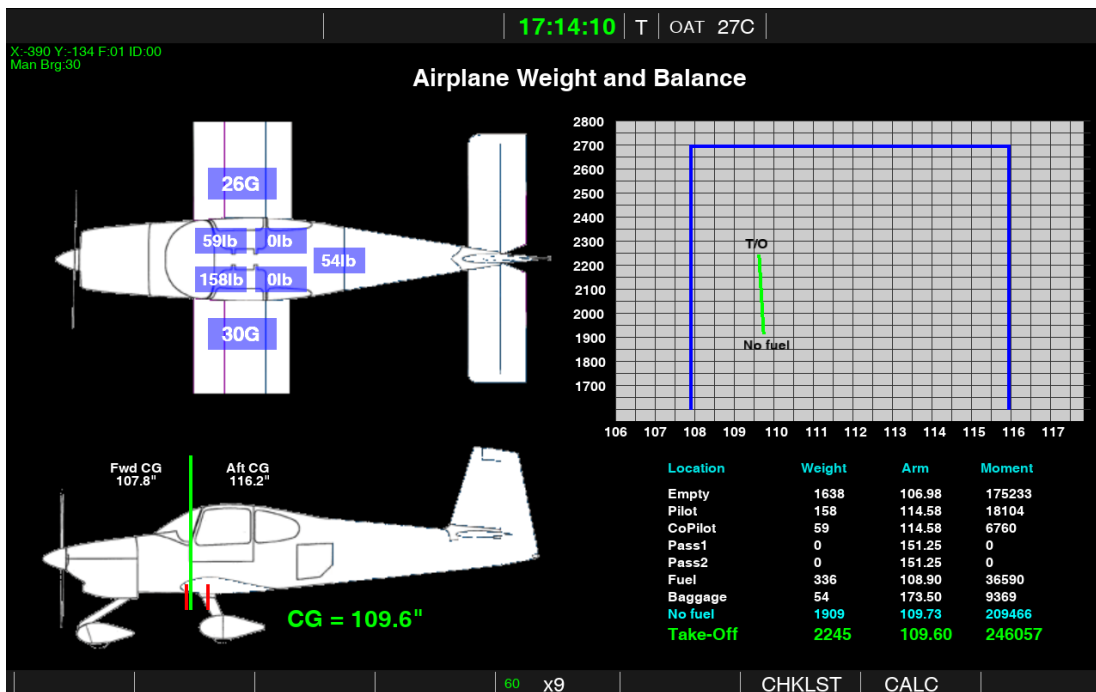 17:14:10 T OAT 27C
X:-390 Y:-134 F:01 ID:00
Man Brg:30
Airplane Weight and Balance
26G
59lb 0lb
54lb
158lb 0lb
30G
2800
2700
2600
2500
2400
2300
2200
2100
2000
1900
1800
1700
T/O
No fuel
106 107 108 109 110 111 112 113 114 115 116 117
Fwd CG Aft CG
107.8" 116.2"
CG = 109.6"
Location Weight Arm Moment
Empty 1638 106.98 175233
Pilot 158 114.58 18104
CoPilot 59 114.58 6760
Pass1 0 151.25 0
Pass2 0 151.25 0
Fuel 336 108.90 36590
Baggage 54 173.50 9369
No fuel 1909 109.73 209466
Take-Off 2245 109.60 246057
60 x9 CHKLST CALC